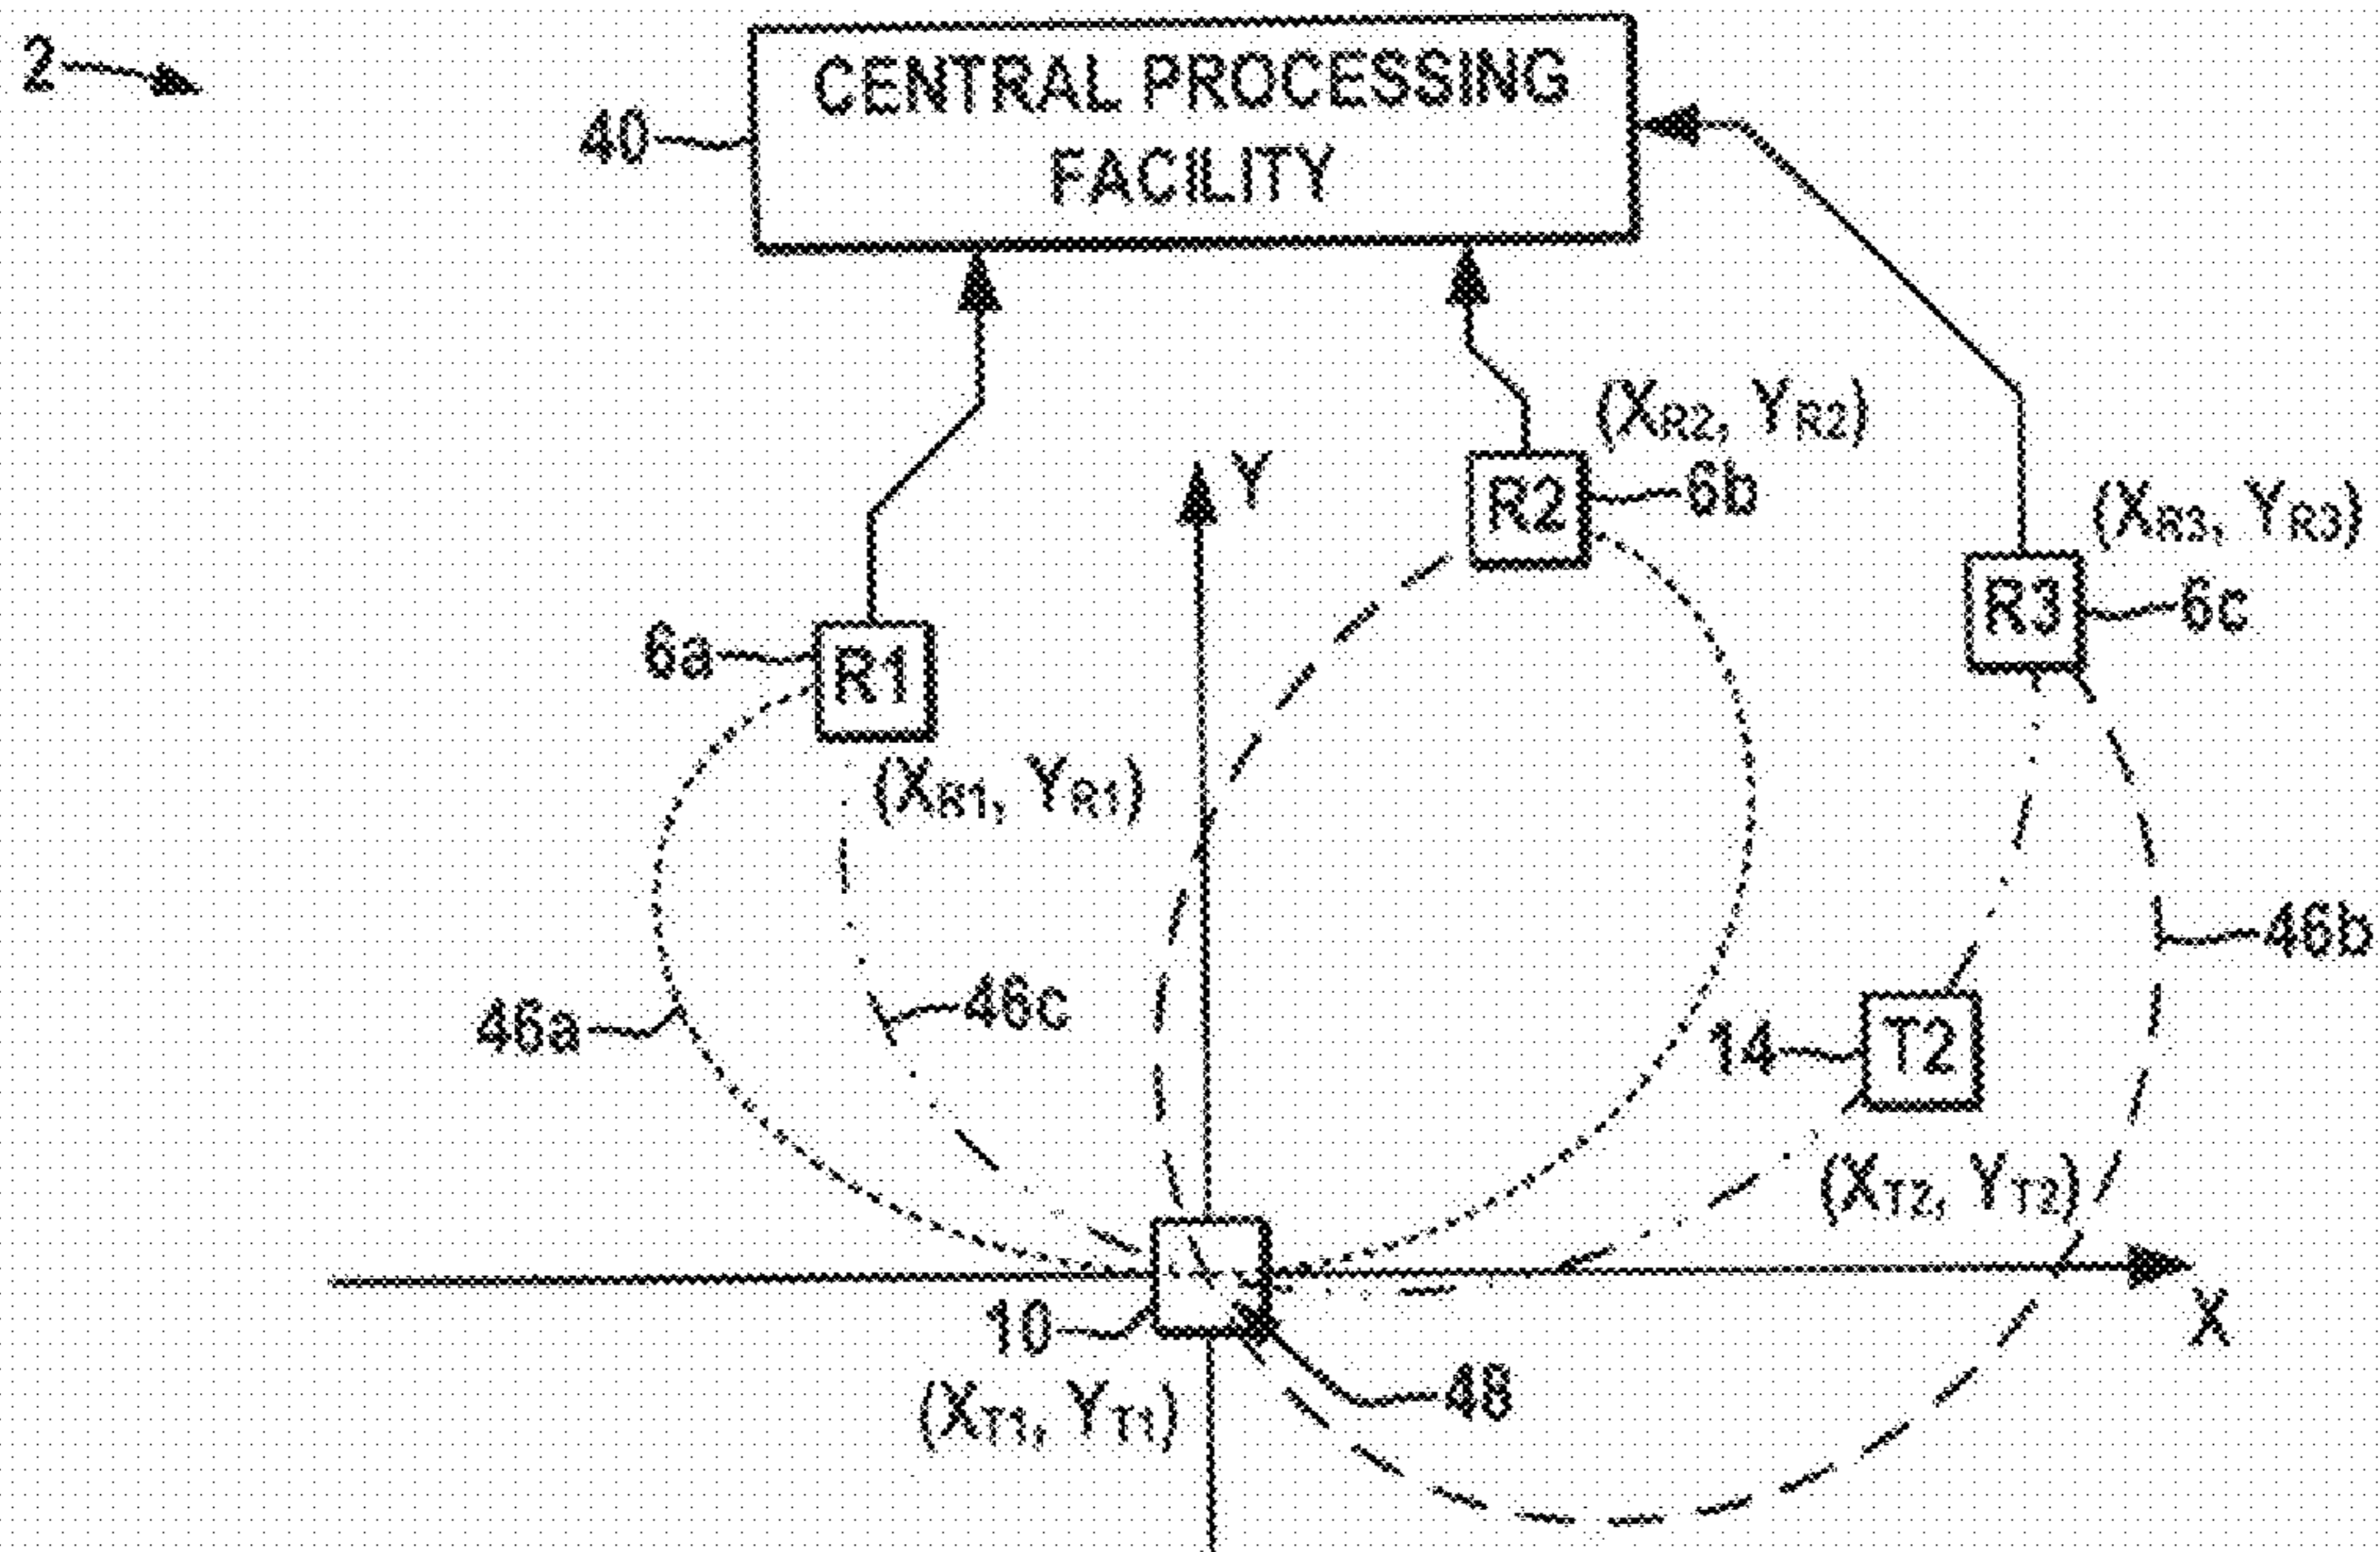 2
CENTRAL PROCESSING
FACILITY
40
(XR2, YR2)
Y
R2
6b
(XR3, YR3)
R3
6c
6a
R1
(XR1, YR1)
46b
46c
46a
14
T2
(XT2, YT2)
X
10
48
(XT1, YT1)